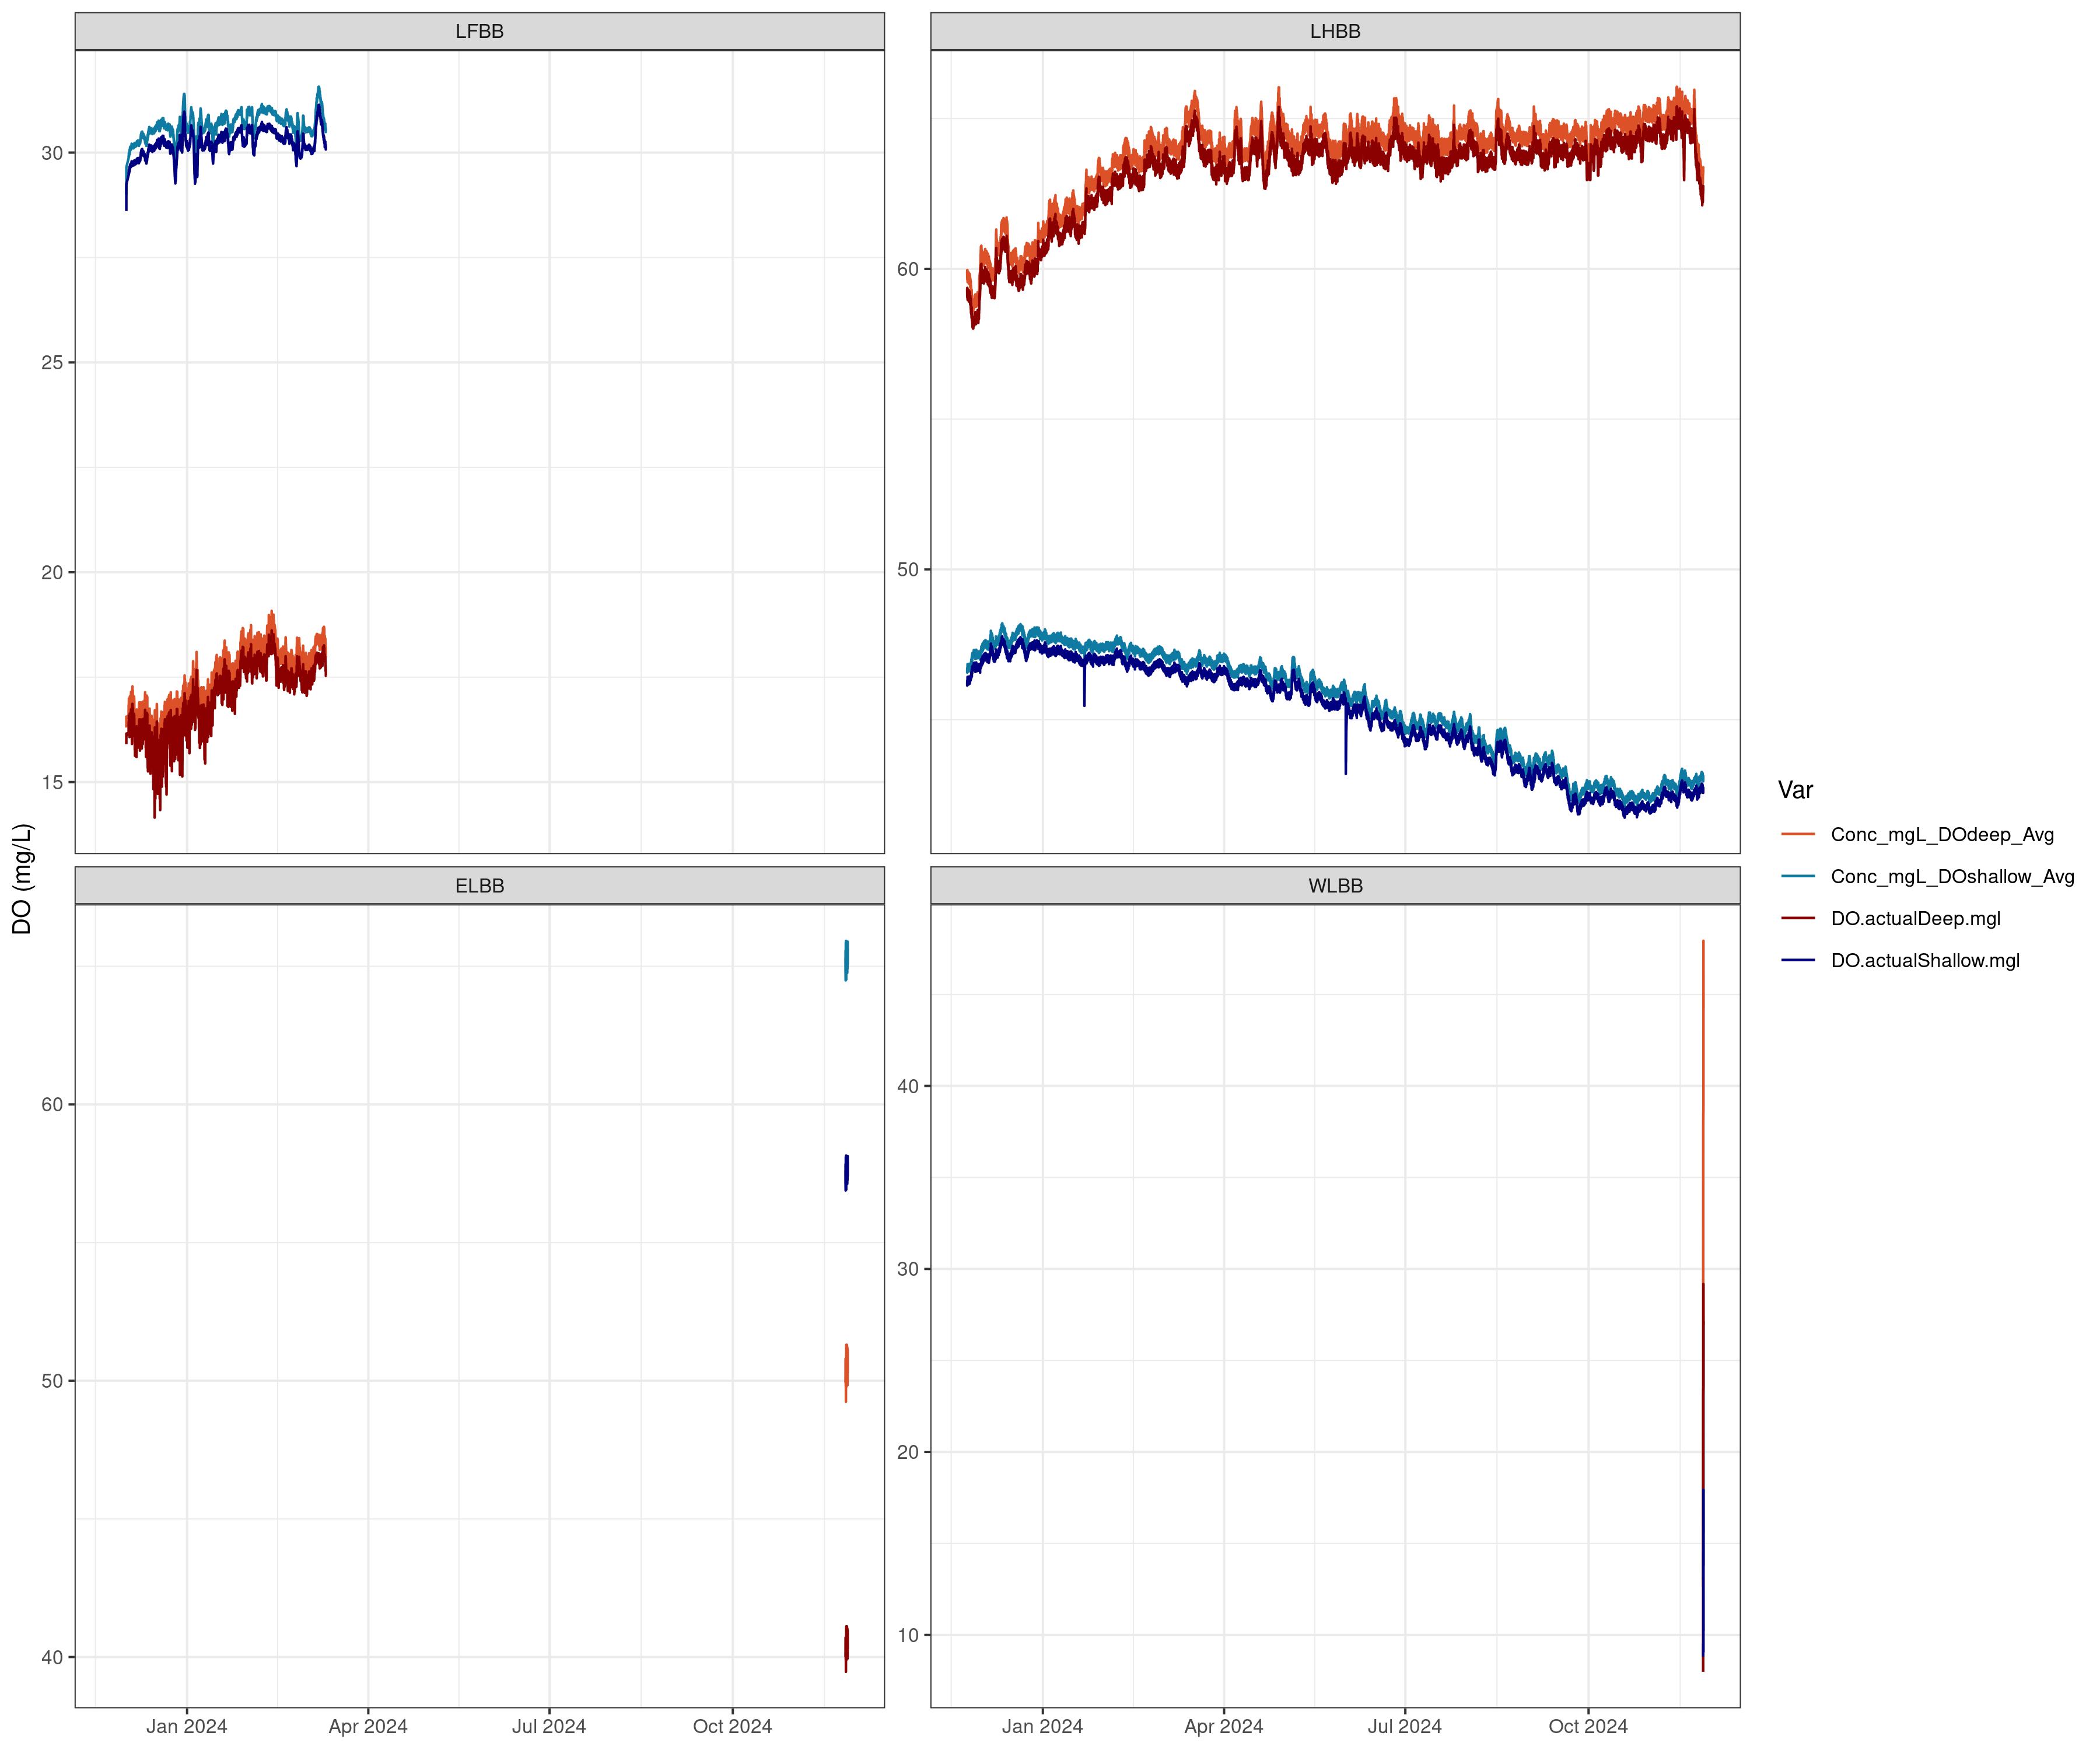 LFBB
LHBB
30
25
20
15
60
50
ELBB
WLBB
60
50
40
40
30
20
10
DO (mg/L)
Jan 2024 Apr 2024 Jul 2024 Oct 2024
Jan 2024 Apr 2024 Jul 2024 Oct 2024
Var
Conc_mgL_DOdeep_Avg
Conc_mgL_DOshallow_Avg
DO.actualDeep.mgl
DO.actualShallow.mgl